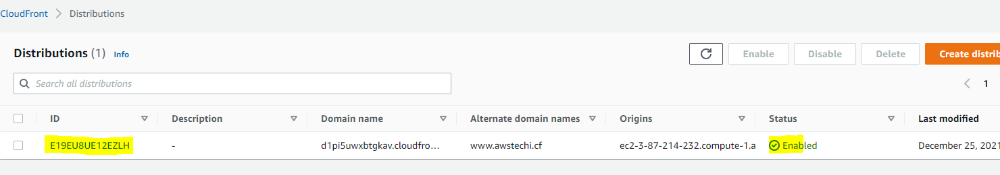 CloudFront > Distributions
Distributions (1) Info
Enable Disable Delete Create distrib
Search all distributions
1
ID Description Domain name Alternate domain names Origins Status Last modified
E19EU8UE12EZLH - d1pi5uwxbtgkav.cloudfro... www.awstechi.cf ec2-3-87-214-232.compute-1.a Enabled December 25, 2021